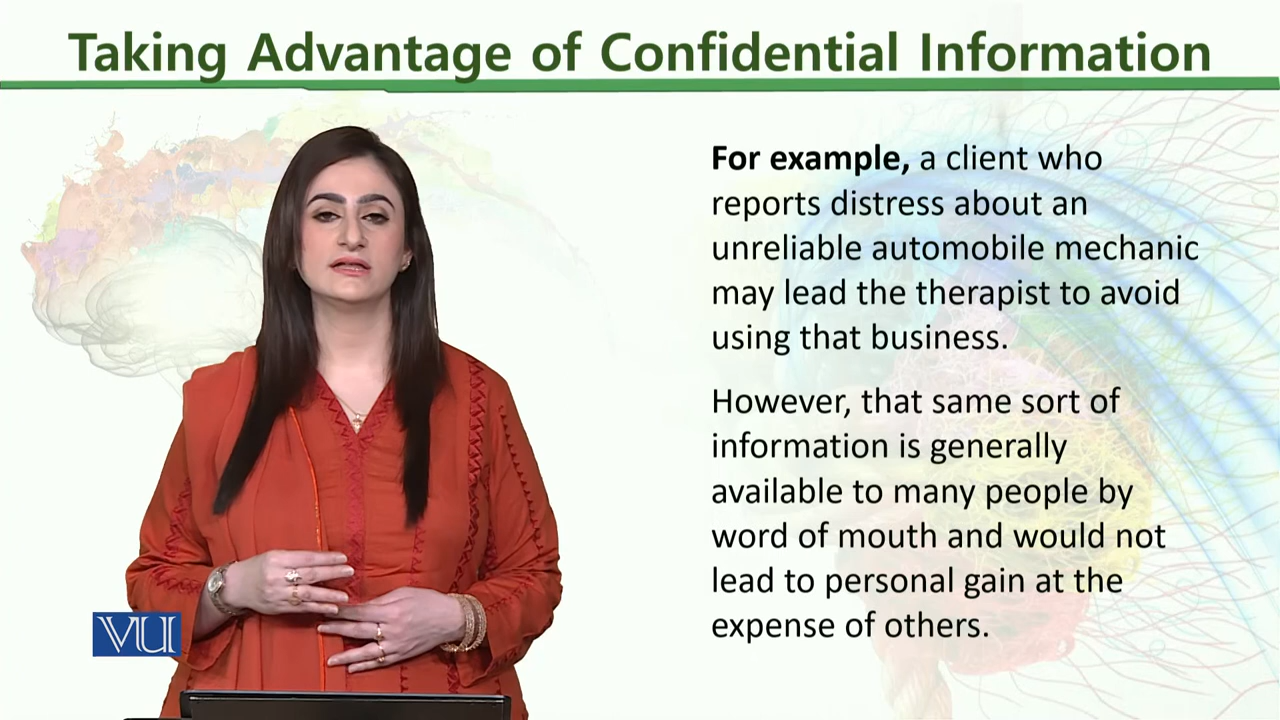 Taking Advantage of Confidential Information
For example, a client who
reports distress about an
unreliable automobile mechanic
may lead the therapist to avoid
using that business.
However, that same sort of
information is generally
available to many people by
word of mouth and would not
lead to personal gain at the
expense of others.
VU